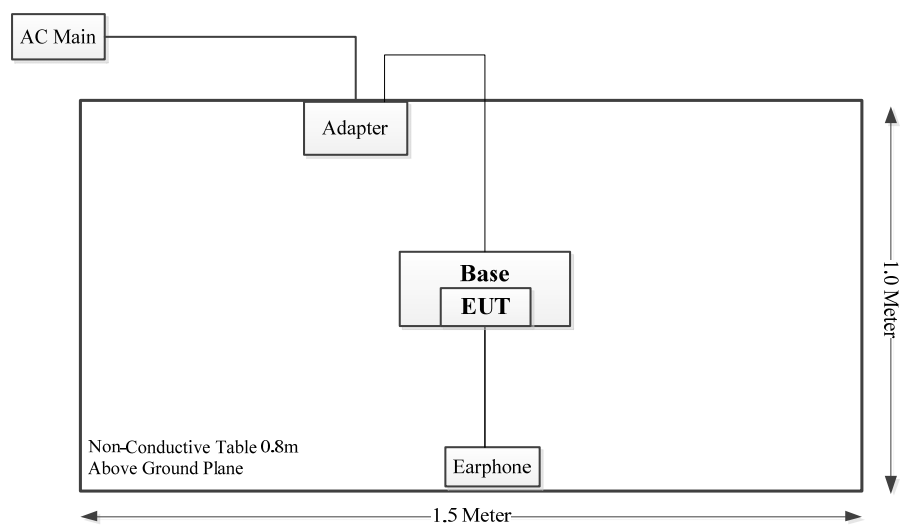 AC Main
Adapter
Base
EUT
1.0 Meter
Non-Conductive Table 0.8m
Above Ground Plane
Earphone
1.5 Meter